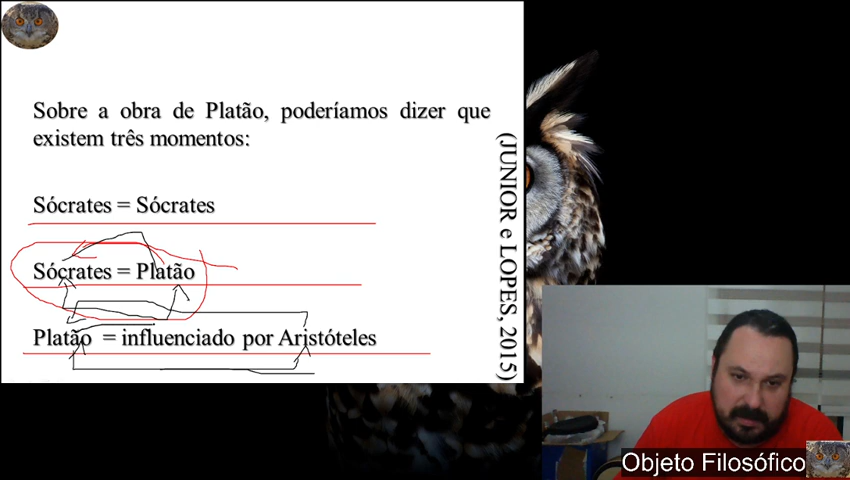 Sobre a obra de Platão, poderíamos dizer que
existem três momentos:
Sócrates = Sócrates
Sócrates = Platão
Platão = influenciado por Aristóteles
(JUNIOR e LOPES, 2015)
Objeto Filosófico